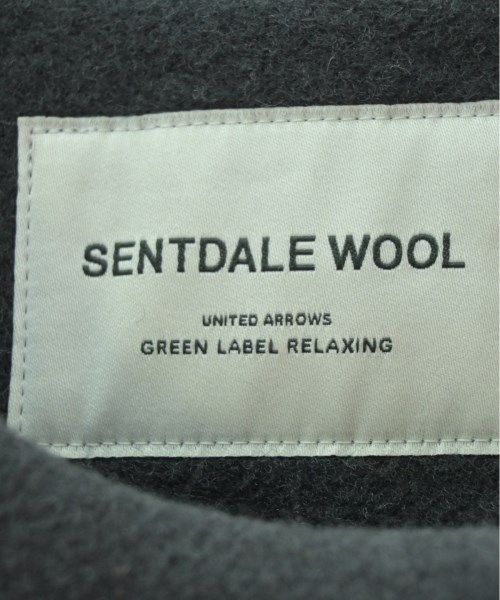 SENTDALE WOOL
UNITED ARROWS
GREEN LABEL RELAXING